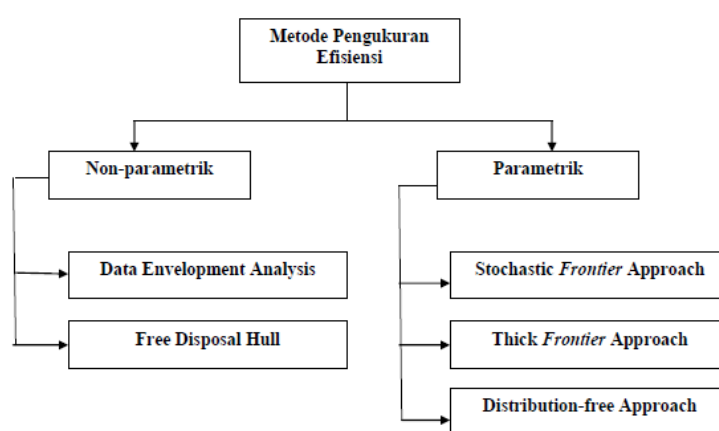 Metode Pengukuran
Efisiensi
Non-parametrik
Parametrik
Data Envelopment Analysis
Stochastic Frontier Approach
Free Disposal Hull
Thick Frontier Approach
Distribution-free Approach